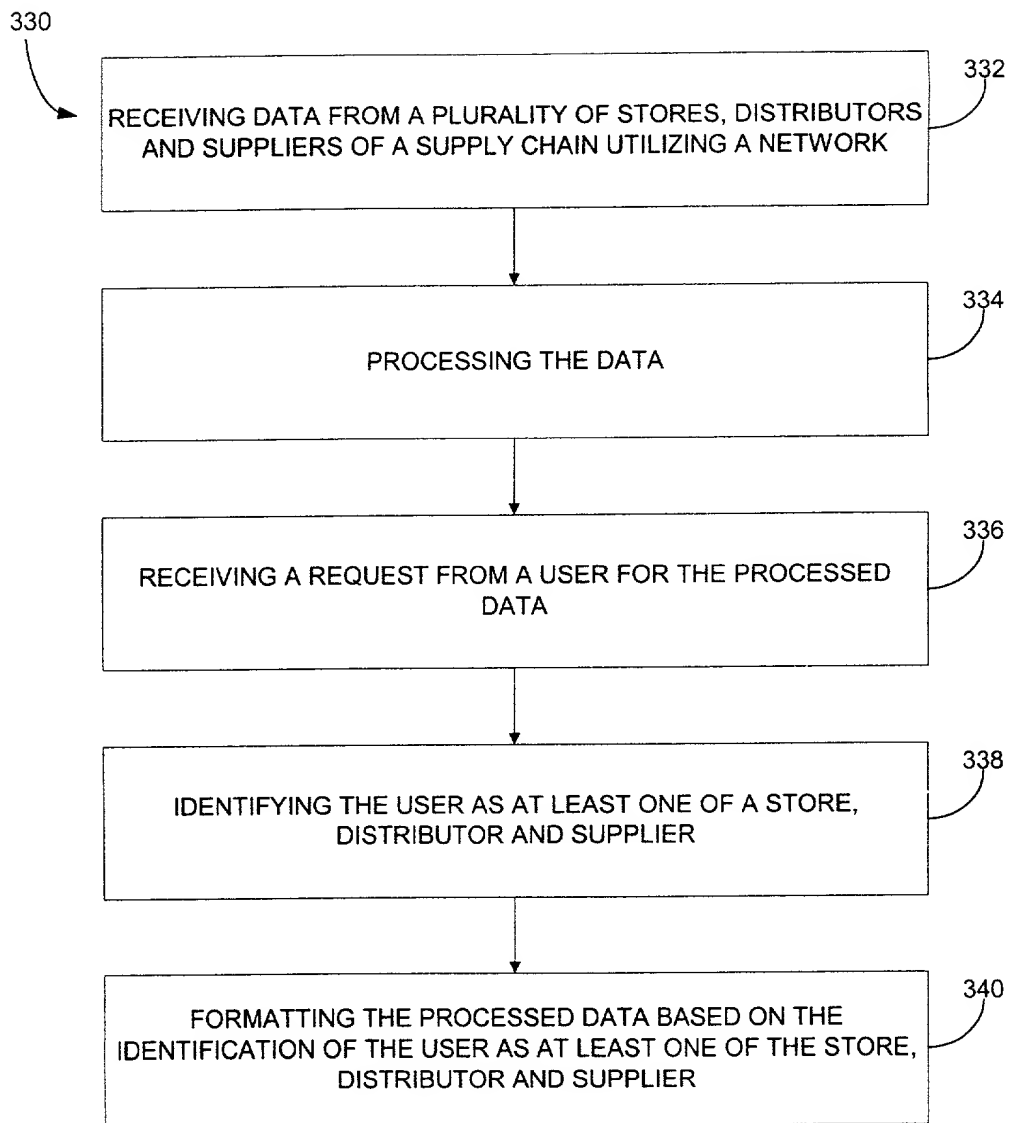 330
332
RECEIVING DATA FROM A PLURALITY OF STORES, DISTRIBUTORS
AND SUPPLIERS OF A SUPPLY CHAIN UTILIZING A NETWORK
334
PROCESSING THE DATA
336
RECEIVING A REQUEST FROM A USER FOR THE PROCESSED
DATA
338
IDENTIFYING THE USER AS AT LEAST ONE OF A STORE,
DISTRIBUTOR AND SUPPLIER
340
FORMATTING THE PROCESSED DATA BASED ON THE
IDENTIFICATION OF THE USER AS AT LEAST ONE OF THE STORE,
DISTRIBUTOR AND SUPPLIER